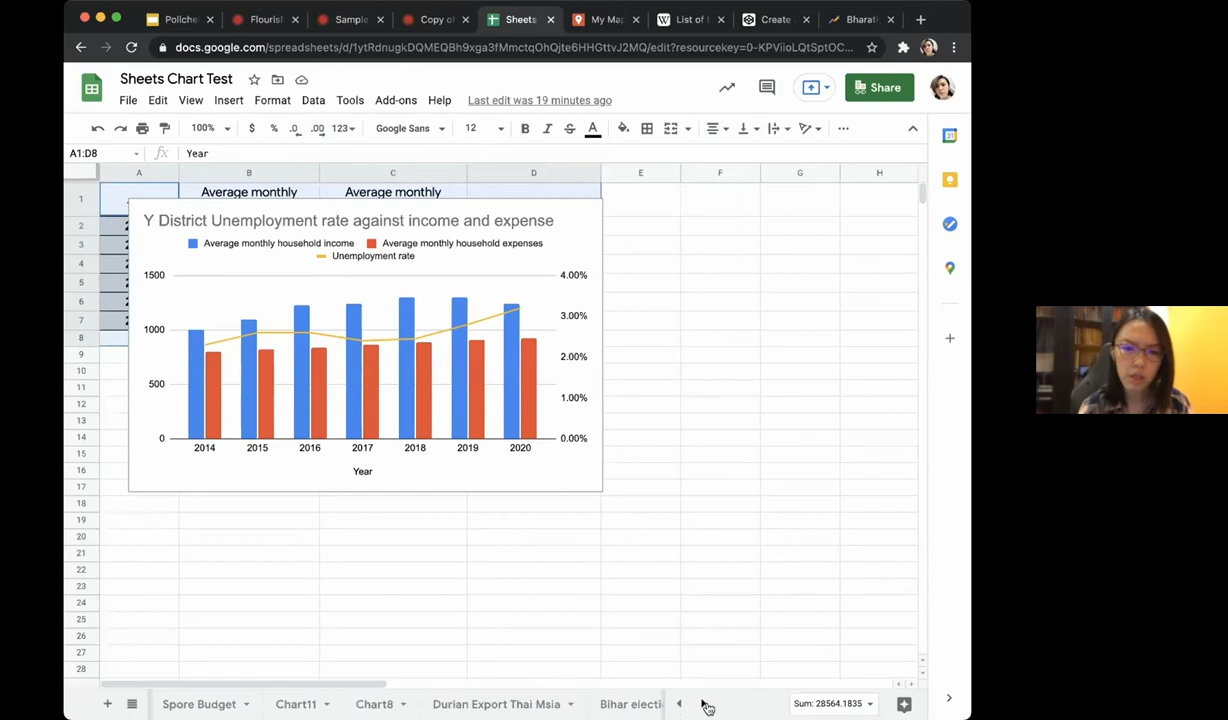 Pollche
Flouris
Sample
Copy o
Sheets
My Ma
List of
Create
Bharati
docs.google.com/spreadsheets/d/1ytRdnugkDQMEQBh9xga3fMmctqOhQjte6HHGttvJ2MQ/edit?resourcekey=0-KPViioLQtSptOC...
Sheets Chart Test
File Edit View Insert Format Data Tools Add-ons Help Last edit was 19 minutes ago
Share
100% $ % .0 .00 123 Google Sans 12 B I S A
A1:D8 fx Year
A B C D E F G H
1 Average monthly Average monthly
Y District Unemployment rate against income and expense
Average monthly household income Average monthly household expenses
Unemployment rate
1500 4.00%
3.00%
1000
2.00%
500
1.00%
0 0.00%
2014 2015 2016 2017 2018 2019 2020
Year
2
3
4
5
6
7
8
9
10
11
12
13
14
15
16
17
18
19
20
21
22
23
24
25
26
27
28
Spore Budget Chart11 Chart8 Durian Export Thai Msia Bihar electi Sum: 28564.1835